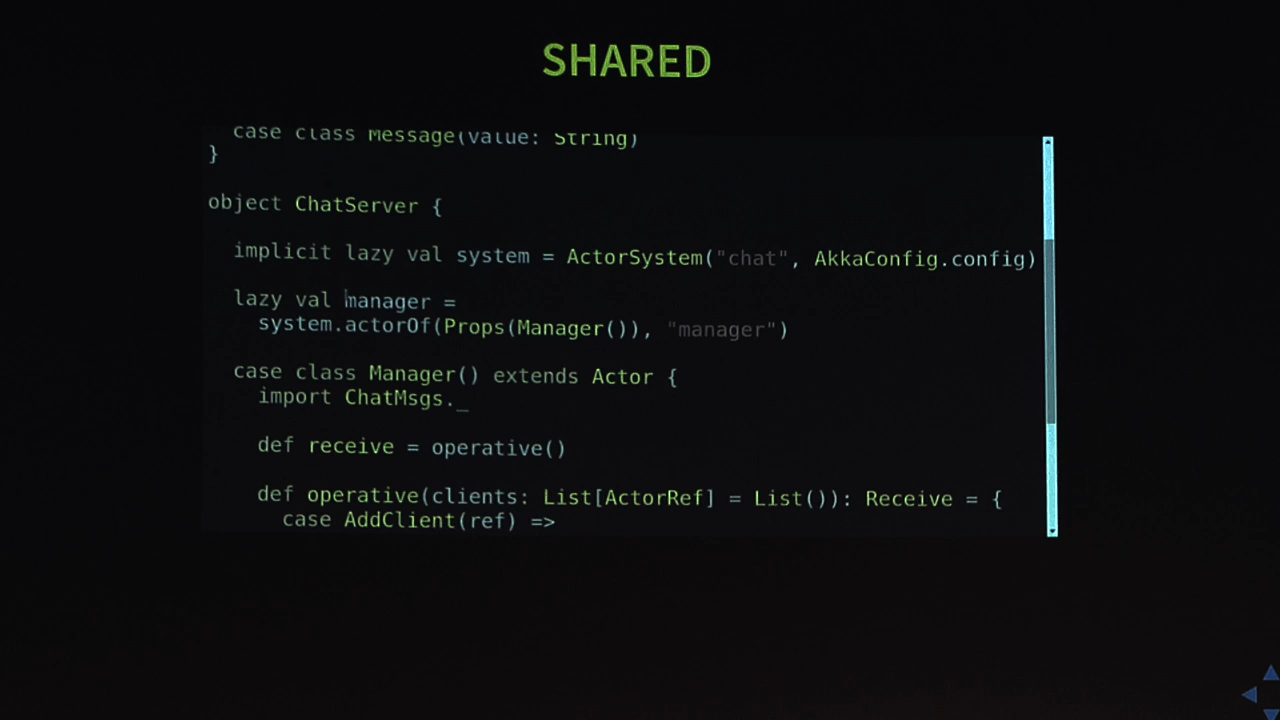 SHARED
case class Message(value: String)
}
object ChatServer {
implicit lazy val system = ActorSystem("chat", AkkaConfig.config)
lazy val manager =
system.actorOf(Props(Manager()), "manager")
case class Manager() extends Actor {
import ChatMsgs._
def receive = operative()
def operative(clients: List[ActorRef] = List()): Receive = {
case AddClient(ref) =>